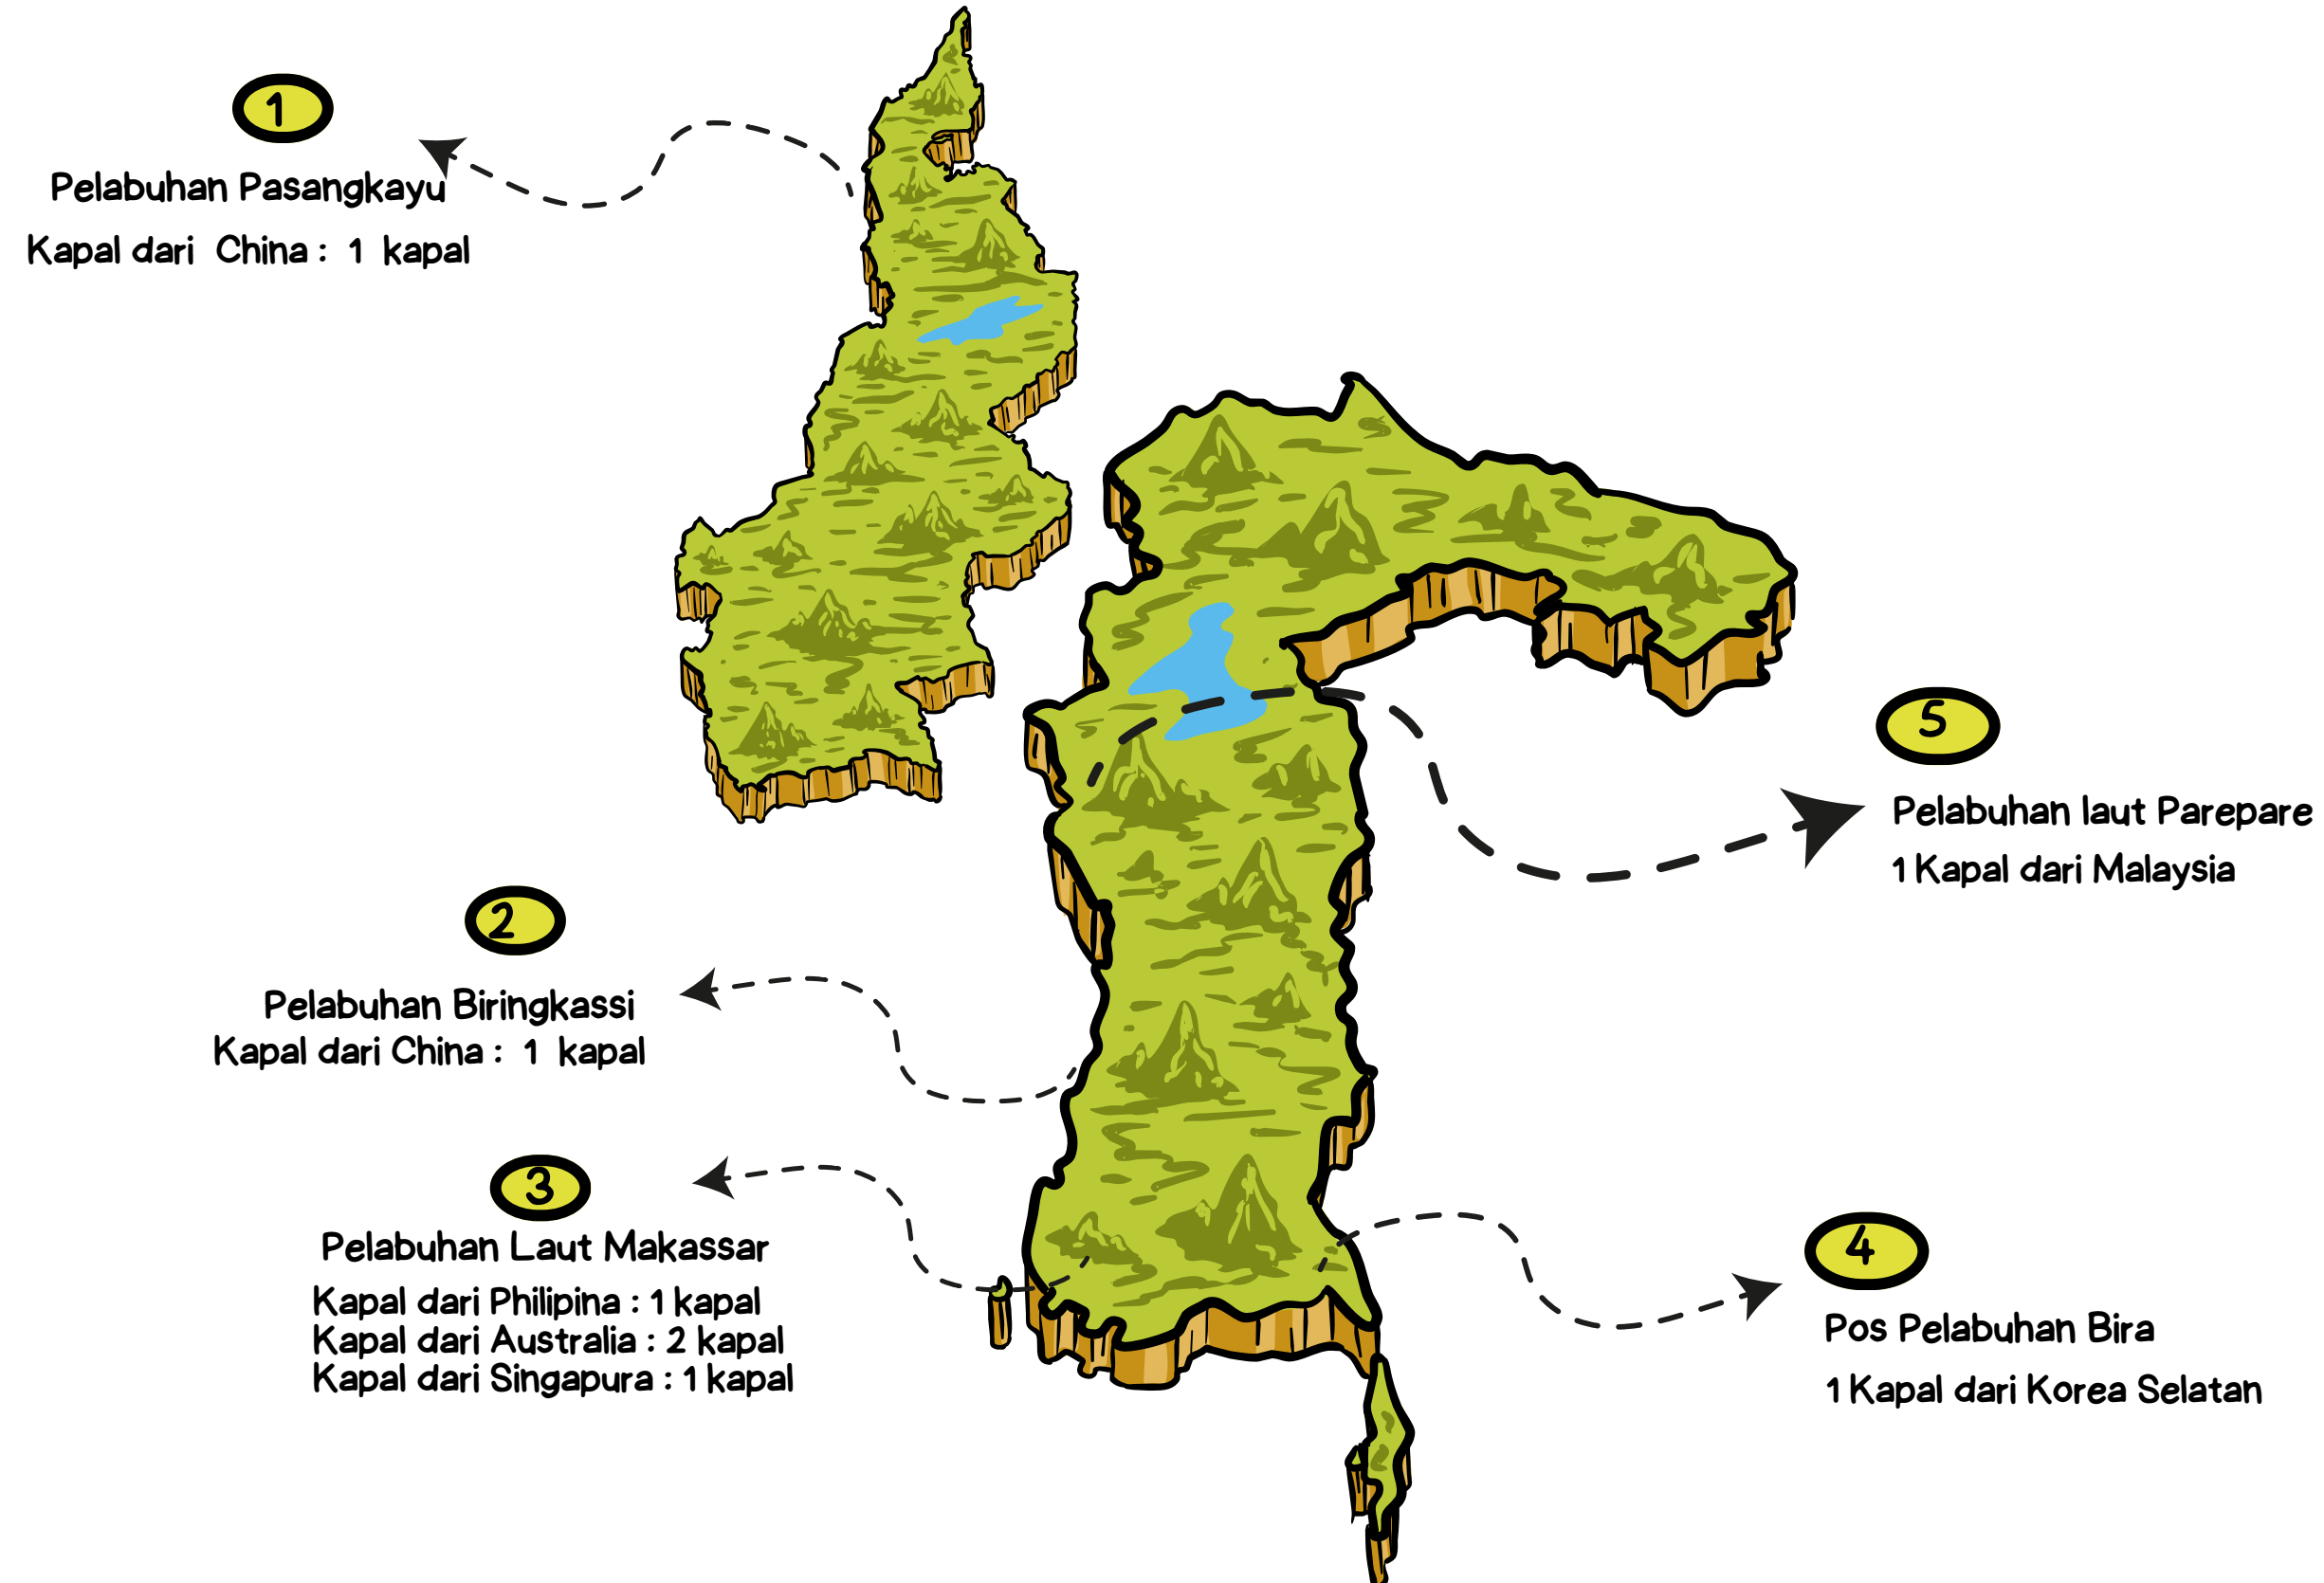 1
Pelabuhan Pasangkayu
Kapal dari China : 1 kapal
2
Pelabuhan Biringkassi
Kapal dari China : 1 kapal
3
Pelabuhan Laut Makassar
Kapal dari Philipina : 1 kapal
Kapal dari Australia : 2 kapal
Kapal dari Singapura : 1 kapal
4
Pos Pelabuhan Bira
1 Kapal dari Korea Selatan
5
Pelabuhan laut Parepare
1 Kapal dari Malaysia